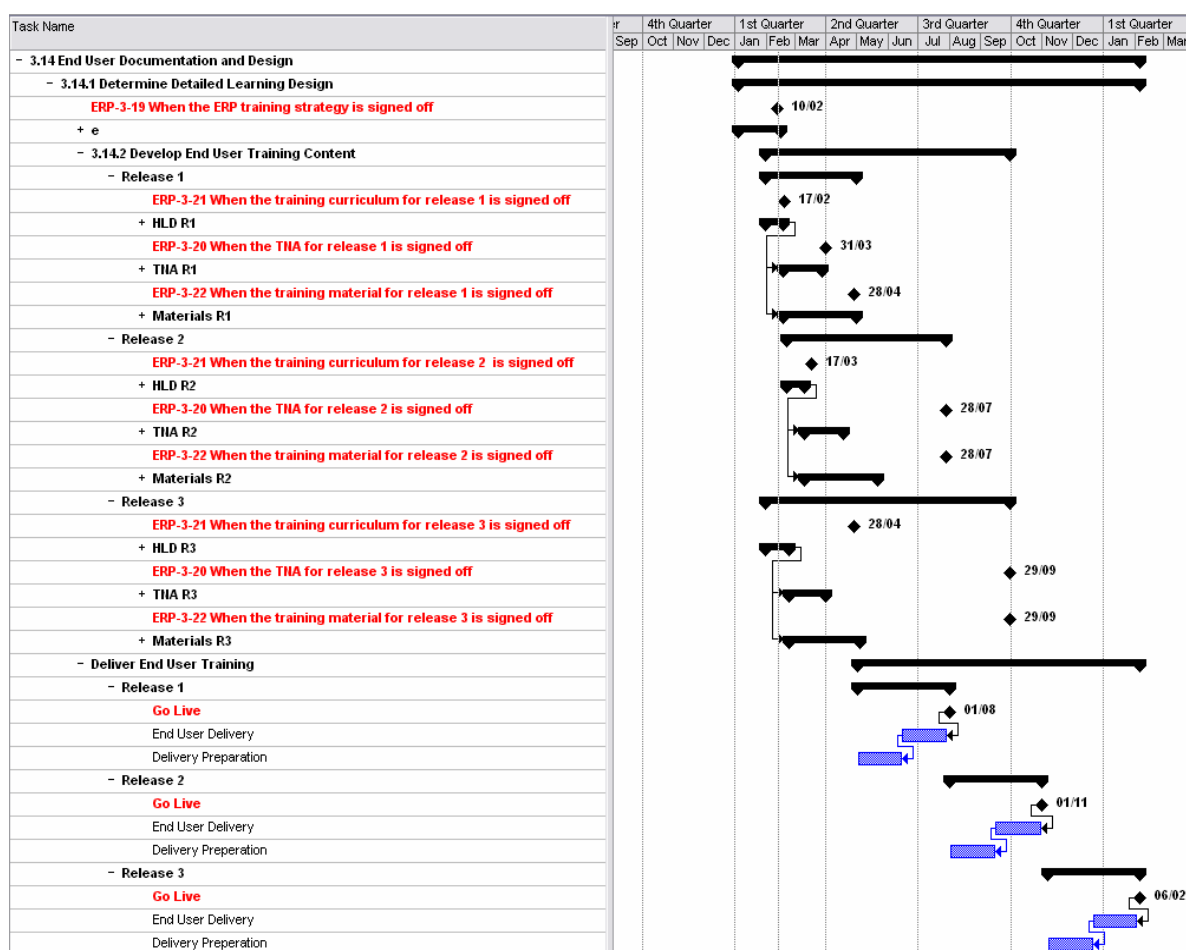 Task Name
r 4th Quarter 1st Quarter 2nd Quarter 3rd Quarter 4th Quarter 1st Quarter
Sep Oct Nov Dec Jan Feb Mar Apr May Jun Jul Aug Sep Oct Nov Dec Jan Feb Mar
- 3.14 End User Documentation and Design
- 3.14.1 Determine Detailed Learning Design
ERP-3-19 When the ERP training strategy is signed off 10/02
+ e
- 3.14.2 Develop End User Training Content
- Release 1
ERP-3-21 When the training curriculum for release 1 is signed off 17/02
+ HLD R1
ERP-3-20 When the TNA for release 1 is signed off 31/03
+ TNA R1
ERP-3-22 When the training material for release 1 is signed off 28/04
+ Materials R1
- Release 2
ERP-3-21 When the training curriculum for release 2 is signed off 17/03
+ HLD R2
ERP-3-20 When the TNA for release 2 is signed off 28/07
+ TNA R2
ERP-3-22 When the training material for release 2 is signed off 28/07
+ Materials R2
- Release 3
ERP-3-21 When the training curriculum for release 3 is signed off 28/04
+ HLD R3
ERP-3-20 When the TNA for release 3 is signed off 29/09
+ TNA R3
ERP-3-22 When the training material for release 3 is signed off 29/09
+ Materials R3
- Deliver End User Training
- Release 1
Go Live 01/08
End User Delivery
Delivery Preparation
- Release 2
Go Live 01/11
End User Delivery
Delivery Preperation
- Release 3
Go Live 06/02
End User Delivery
Delivery Preparation